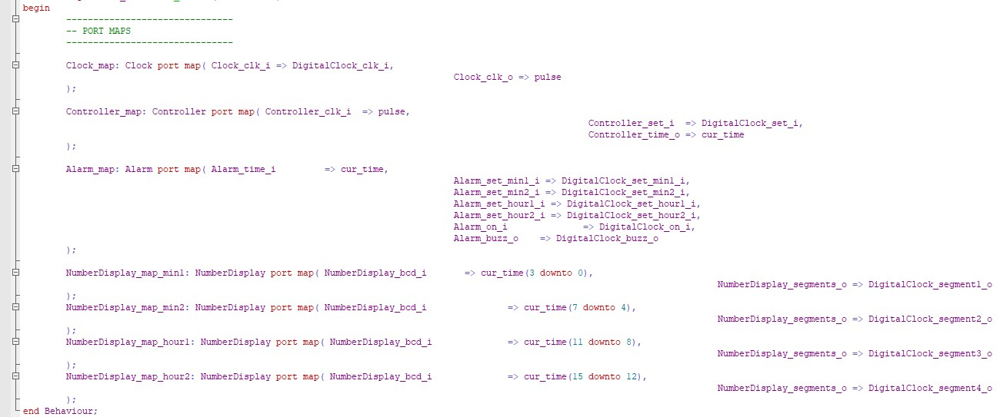 begin
-------------------------------
-- PORT MAPS
-------------------------------
Clock_map: Clock port map( Clock_clk_i => DigitalClock_clk_i,
Clock_clk_o => pulse
);
Controller_map: Controller port map( Controller_clk_i => pulse,
Controller_set_i => DigitalClock_set_i,
Controller_time_o => cur_time
);
Alarm_map: Alarm port map( Alarm_time_i => cur_time,
Alarm_set_min1_i => DigitalClock_set_min1_i,
Alarm_set_min2_i => DigitalClock_set_min2_i,
Alarm_set_hour1_i => DigitalClock_set_hour1_i,
Alarm_set_hour2_i => DigitalClock_set_hour2_i,
Alarm_on_i => DigitalClock_on_i,
Alarm_buzz_o => DigitalClock_buzz_o
);
NumberDisplay_map_min1: NumberDisplay port map( NumberDisplay_bcd_i => cur_time(3 downto 0),
NumberDisplay_segments_o => DigitalClock_segment1_o
);
NumberDisplay_map_min2: NumberDisplay port map( NumberDisplay_bcd_i => cur_time(7 downto 4),
NumberDisplay_segments_o => DigitalClock_segment2_o
);
NumberDisplay_map_hour1: NumberDisplay port map( NumberDisplay_bcd_i => cur_time(11 downto 8),
NumberDisplay_segments_o => DigitalClock_segment3_o
);
NumberDisplay_map_hour2: NumberDisplay port map( NumberDisplay_bcd_i => cur_time(15 downto 12),
NumberDisplay_segments_o => DigitalClock_segment4_o
);
end Behaviour;